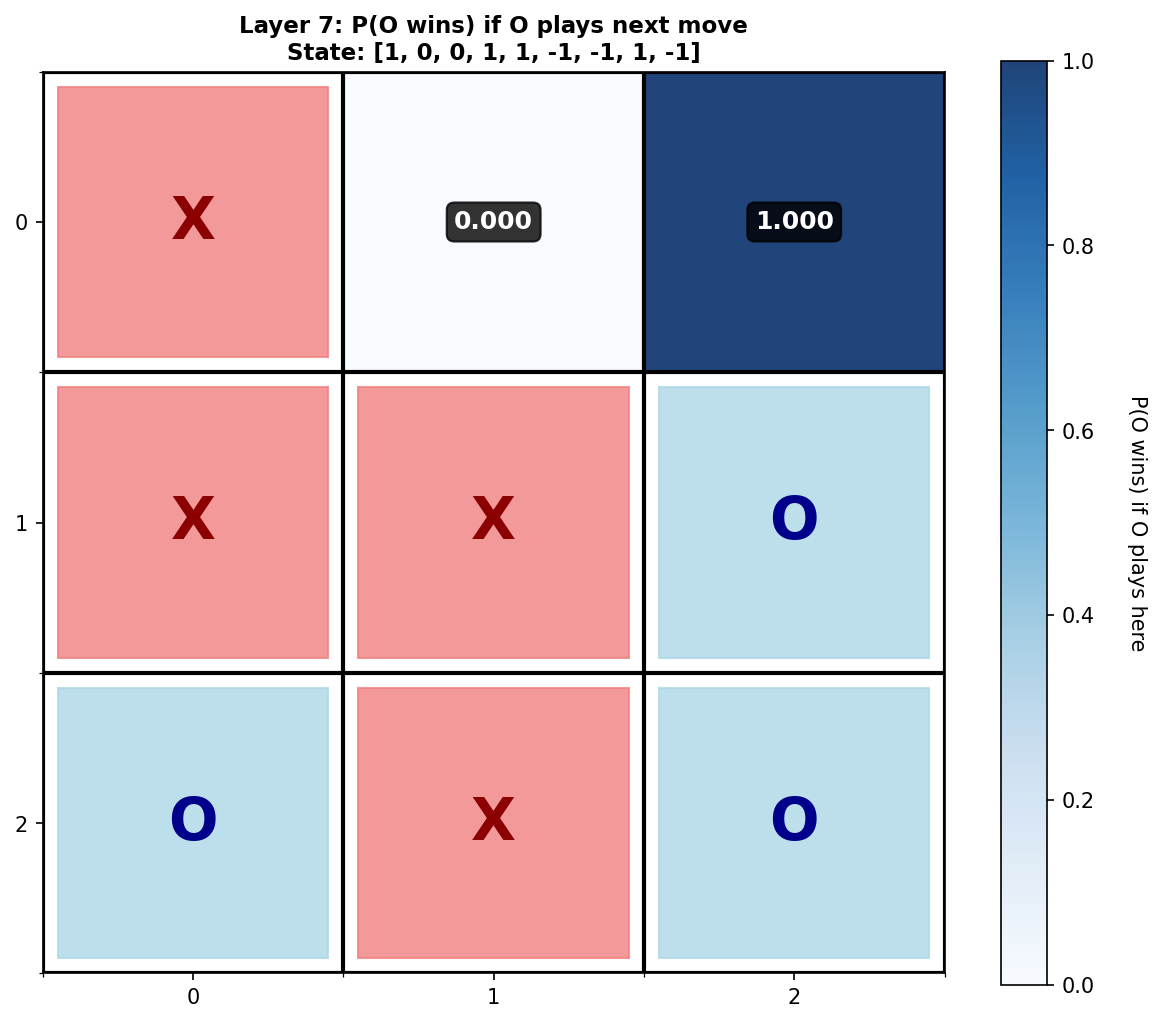 Layer 7: P(O wins) if O plays next move
State: [1, 0, 0, 1, 1, -1, -1, 1, -1]
X
0.000
1.000
X
X
O
O
X
O
0
1
2
0
1
2
1.0
0.8
0.6
0.4
0.2
0.0
P(O wins) if O plays here